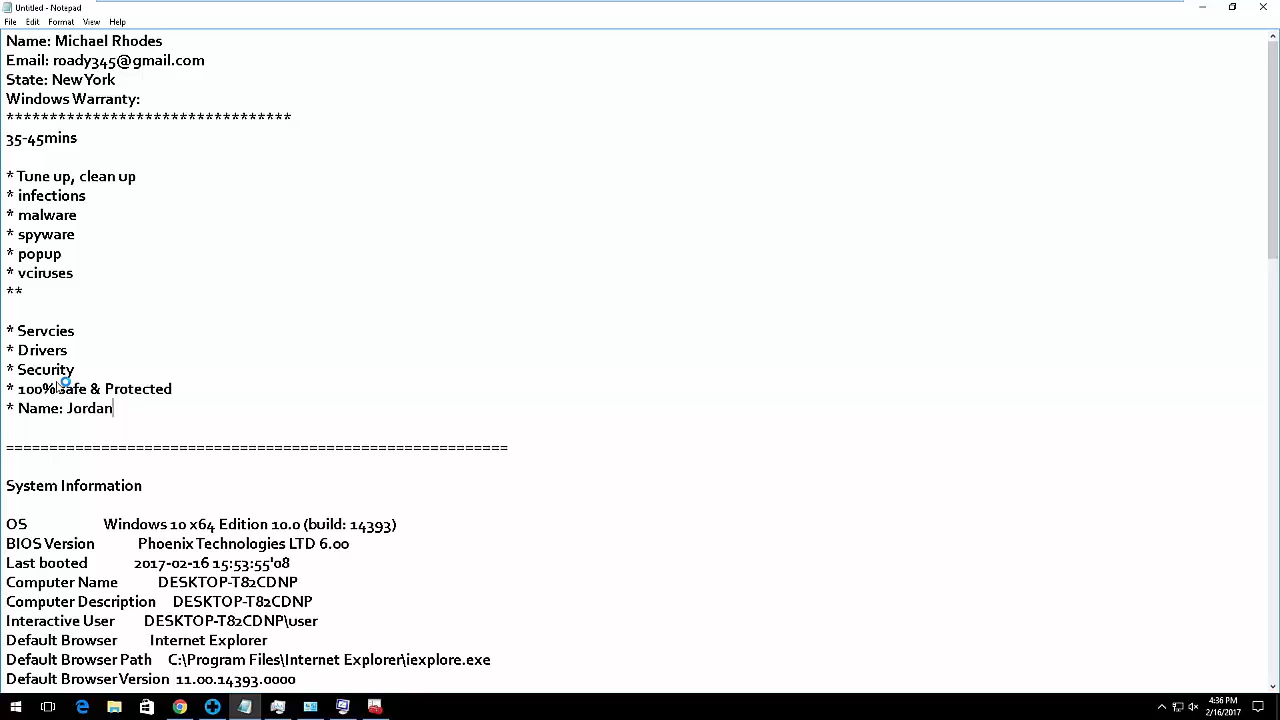 Untitled - Notepad
File Edit Format View Help
Name: Michael Rhodes
Email: roady345@gmail.com
State: New York
Windows Warranty:
*********************************
35-45mins
* Tune up, clean up
* infections
* malware
* spyware
* popup
* vciruses
**
* Servcies
* Drivers
* Security
* 100% safe & Protected
* Name: Jordan
==========================================================
System Information
OS Windows 10 x64 Edition 10.0 (build: 14393)
BIOS Version Phoenix Technologies LTD 6.00
Last booted 2017-02-16 15:53:55'08
Computer Name DESKTOP-T82CDNP
Computer Description DESKTOP-T82CDNP
Interactive User DESKTOP-T82CDNP\user
Default Browser Internet Explorer
Default Browser Path C:\Program Files\Internet Explorer\iexplore.exe
Default Browser Version 11.00.14393.0000
4:36 PM
2/16/2017